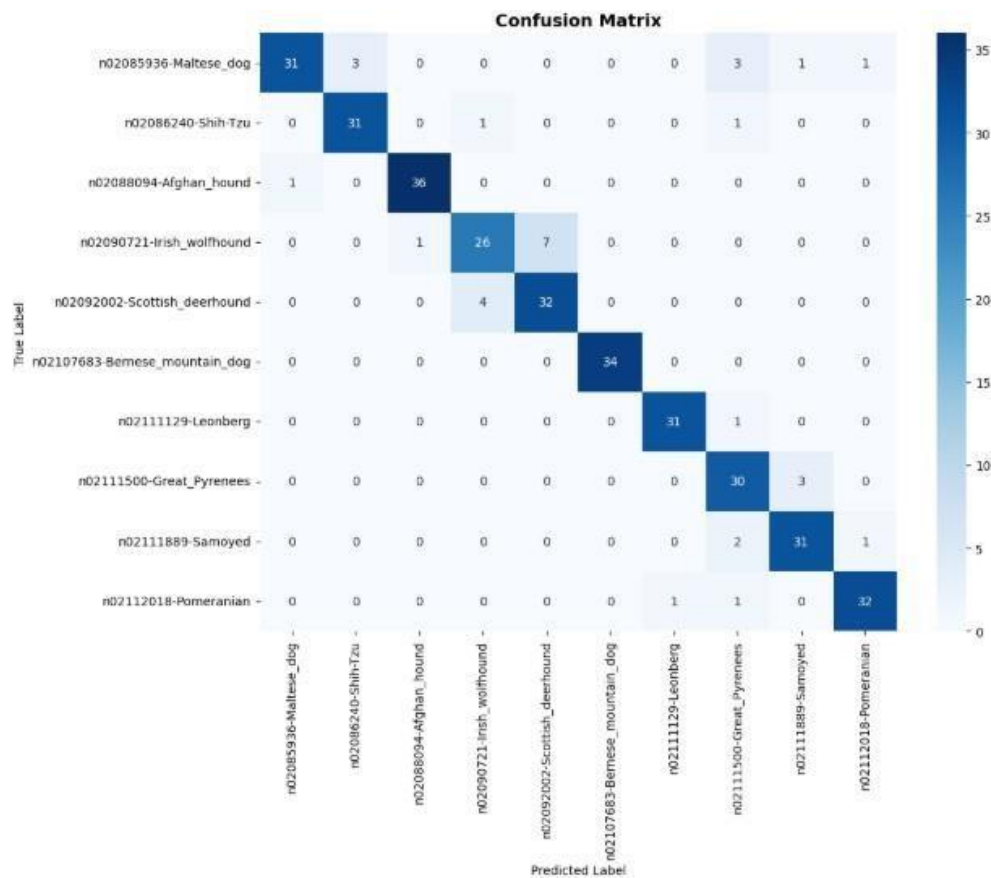 Confusion Matrix
n02085936-Maltese_dog 31 3 0 0 0 0 0 3 1 1
n02086240-Shih-Tzu 0 31 0 1 0 0 0 1 0 0
n02088094-Afghan_hound 1 0 36 0 0 0 0 0 0 0
n02090721-Irish_wolfhound 0 0 1 26 7 0 0 0 0 0
n02092002-Scottish_deerhound 0 0 0 4 32 0 0 0 0 0
n02107683-Bernese_mountain_dog 0 0 0 0 0 34 0 0 0 0
n02111129-Leonberg 0 0 0 0 0 0 31 1 0 0
n02111500-Great_Pyrenees 0 0 0 0 0 0 0 30 3 0
n02111889-Samoyed 0 0 0 0 0 0 0 2 31 1
n02112018-Pomeranian 0 0 0 0 0 0 1 1 0 32
True Label
n02085936-Maltese_dog
n02086240-Shih-Tzu
n02088094-Afghan_hound
n02090721-Irish_wolfhound
n02092002-Scottish_deerhound
n02107683-Bernese_mountain_dog
n02111129-Leonberg
n02111500-Great_Pyrenees
n02111889-Samoyed
n02112018-Pomeranian
Predicted Label
35
30
25
20
15
10
5
0